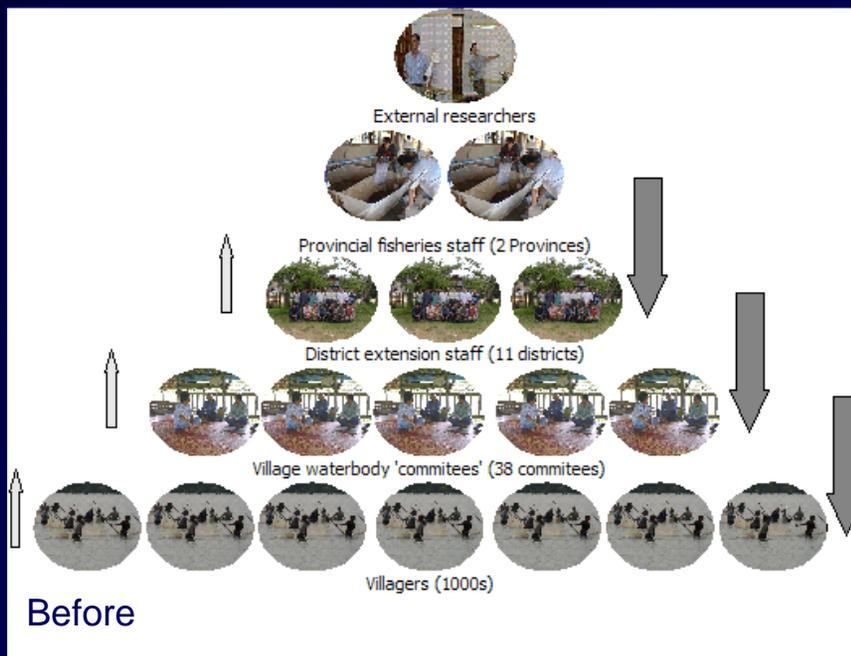 External researchers
Provincial fisheries staff (2 Provinces)
District extension staff (11 districts)
Village waterbody 'commitees' (38 commitees)
Villagers (1000s)
Before